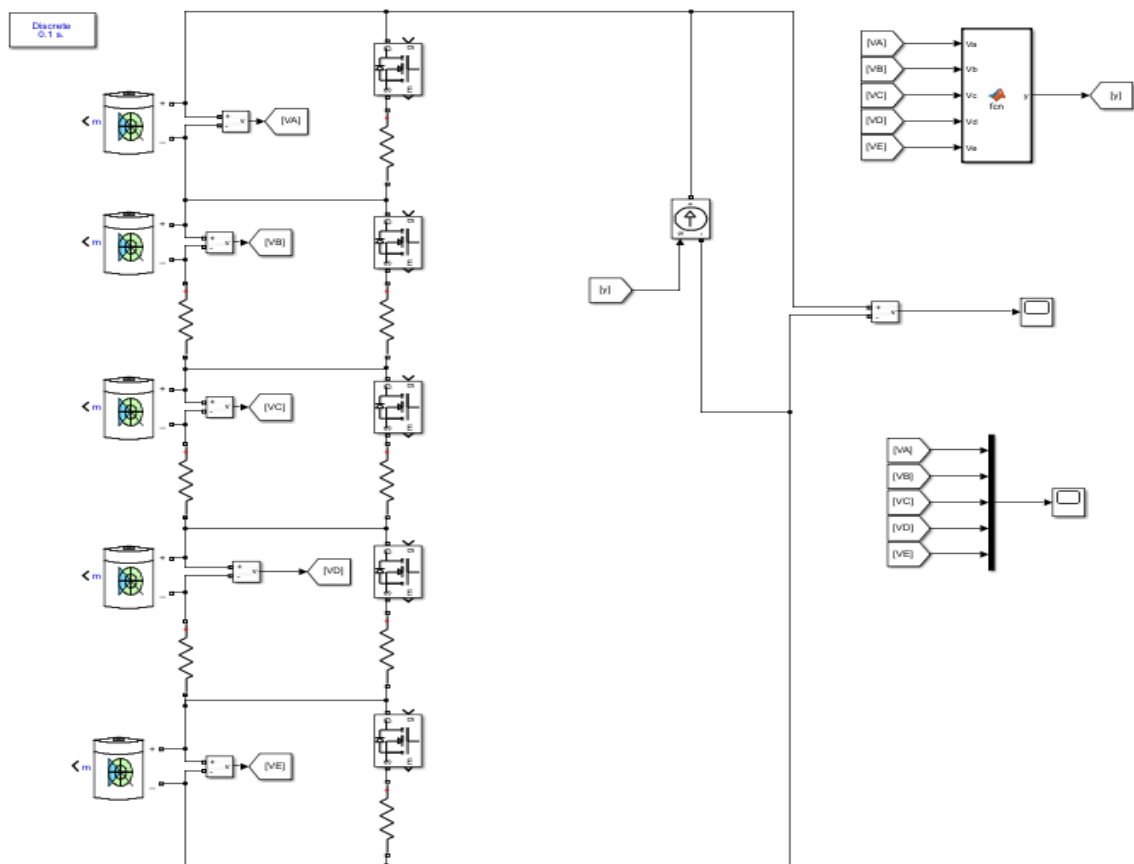 Discrete
0.1 s.
m
+
-
[VA]
m
+
-
[VB]
m
+
-
[VC]
m
+
-
[VD]
m
+
-
[VE]
[y]
[VA]
[VB]
[VC]
[VD]
[VE]
Va
Vb
Vc
Vd
Ve
fcn
y
[y]
[VA]
[VB]
[VC]
[VD]
[VE]